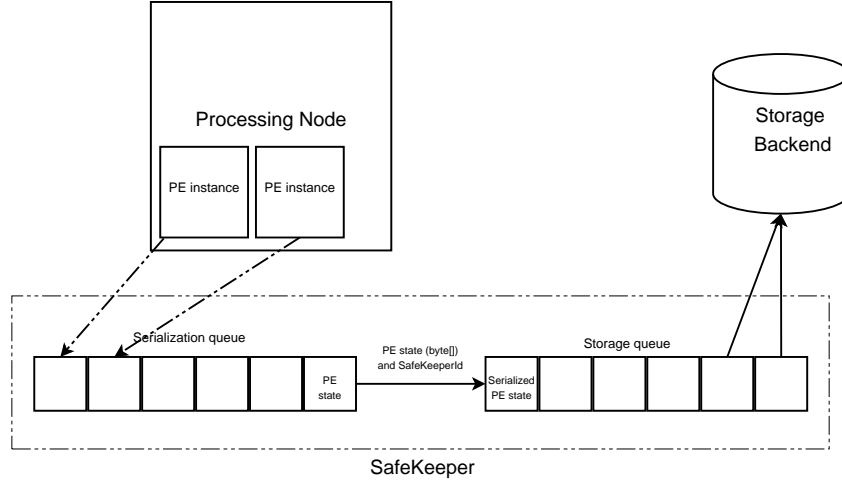 Processing Node
PE instance
PE instance
Storage
Backend
Serialization queue
PE
state
PE state (byte[])
and SafeKeeperId
Storage queue
Serialized
PE state
SafeKeeper